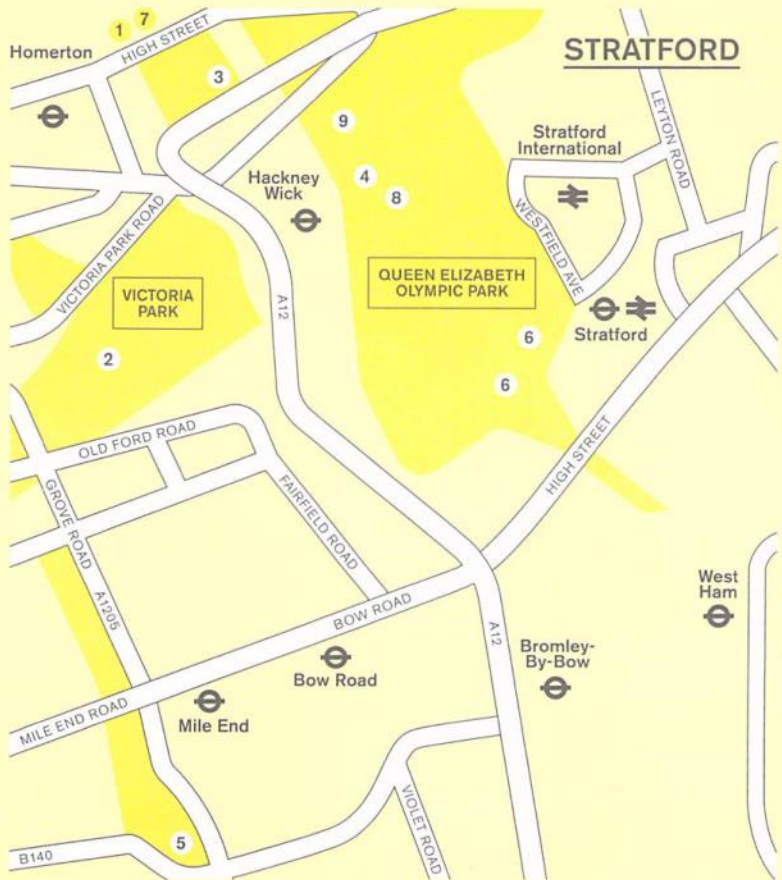 1
7
Homerton
HIGH STREET
3
STRATFORD
LEYTON ROAD
9
Stratford
International
Hackney
Wick
4
8
WESTFIELD AVE
VICTORIA PARK ROAD
VICTORIA
PARK
QUEEN ELIZABETH
OLYMPIC PARK
A12
Stratford
2
6
6
OLD FORD ROAD
HIGH STREET
GROVE ROAD
FAIRFIELD ROAD
A1205
BOW ROAD
West
Ham
A12
Bromley-
By-Bow
Bow Road
MILE END ROAD
Mile End
VIOLET ROAD
5
B140